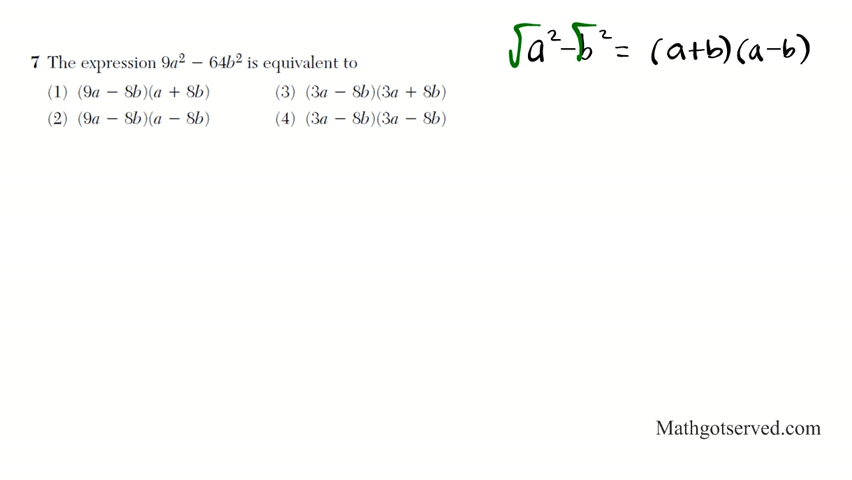 √a² - √b² = (a+b)(a-b)
7 The expression 9a² − 64b² is equivalent to
(1) (9a − 8b)(a + 8b) (3) (3a − 8b)(3a + 8b)
(2) (9a − 8b)(a − 8b) (4) (3a − 8b)(3a − 8b)
Mathgotserved.com